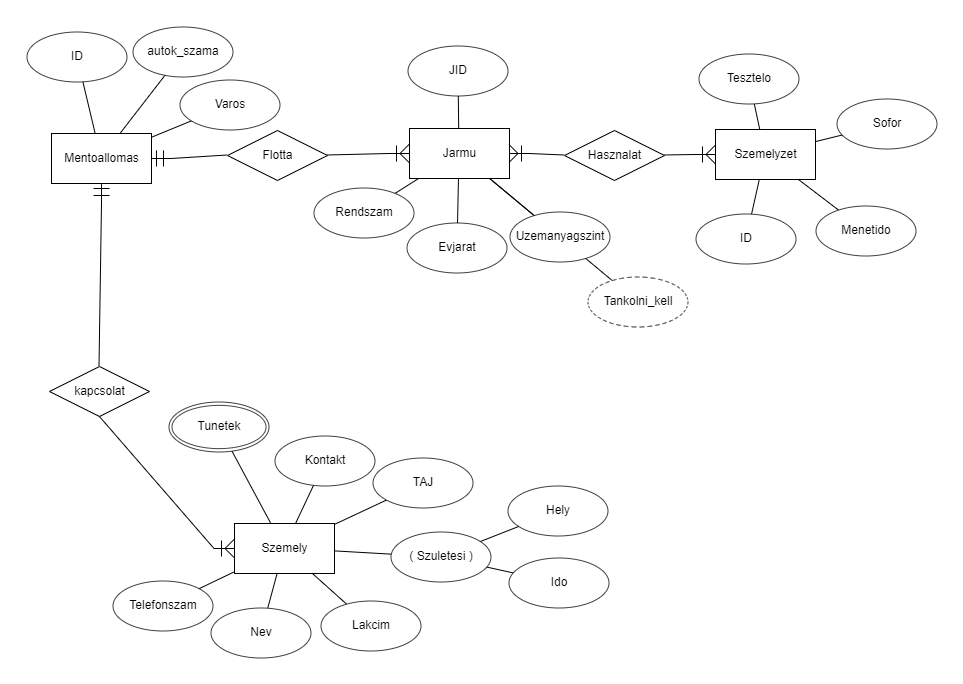 ID
autok_szama
Varos
Mentoallomas
Flotta
JID
Jarmu
Rendszam
Evjarat
Uzemanyagszint
Tankolni_kell
Hasznalat
Tesztelo
Sofor
Szemelyzet
ID
Menetido
kapcsolat
Tunetek
Kontakt
TAJ
Szemely
( Szuletesi )
Hely
Ido
Telefonszam
Nev
Lakcim